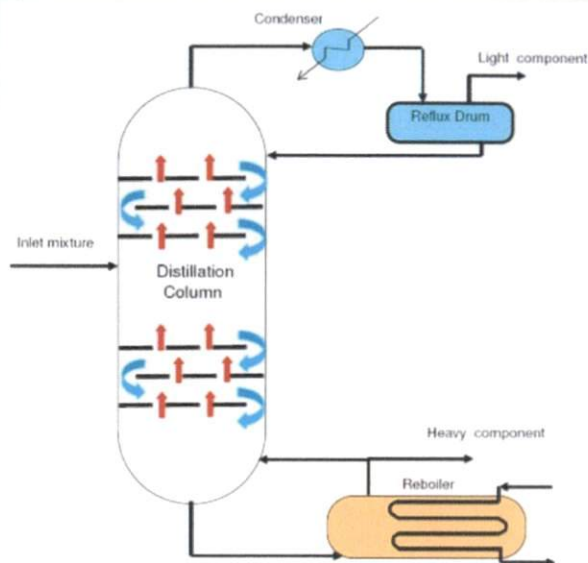 Condenser
Light component
Reflux Drum
Inlet mixture
Distillation
Column
Heavy component
Reboiler